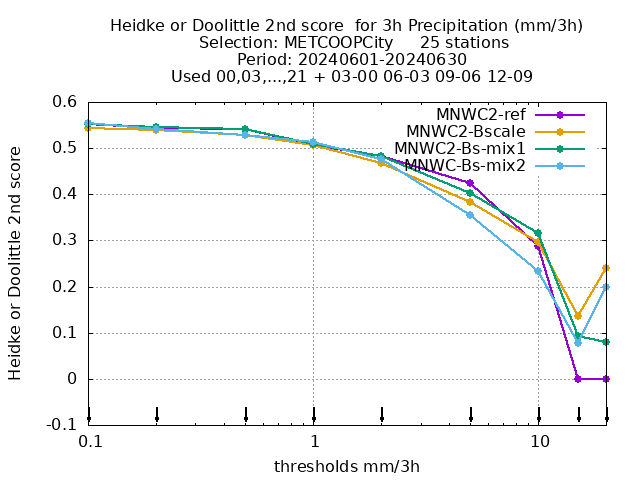 Heidke or Doolittle 2nd score  for 3h Precipitation (mm/3h)
Selection: METCOOPCity     25 stations
Period: 20240601-20240630
Used 00,03,...,21 + 03-00 06-03 09-06 12-09
Heidke or Doolittle 2nd score
0.6
0.5
0.4
0.3
0.2
0.1
0
-0.1
MNWC2-ref
MNWC2-Bscale
MNWC2-Bs-mix1
MNWC-Bs-mix2
0.1 1 10
thresholds mm/3h